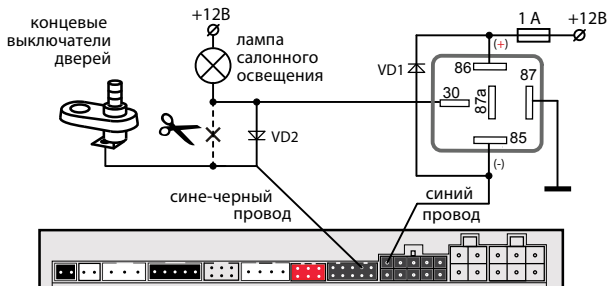 концевые
выключатели
дверей
+12В
лампа
салонного
освещения
1 А
+12В
(+)
VD1
86
87
30
87a
85
(-)
VD2
сине-черный
провод
синий
провод